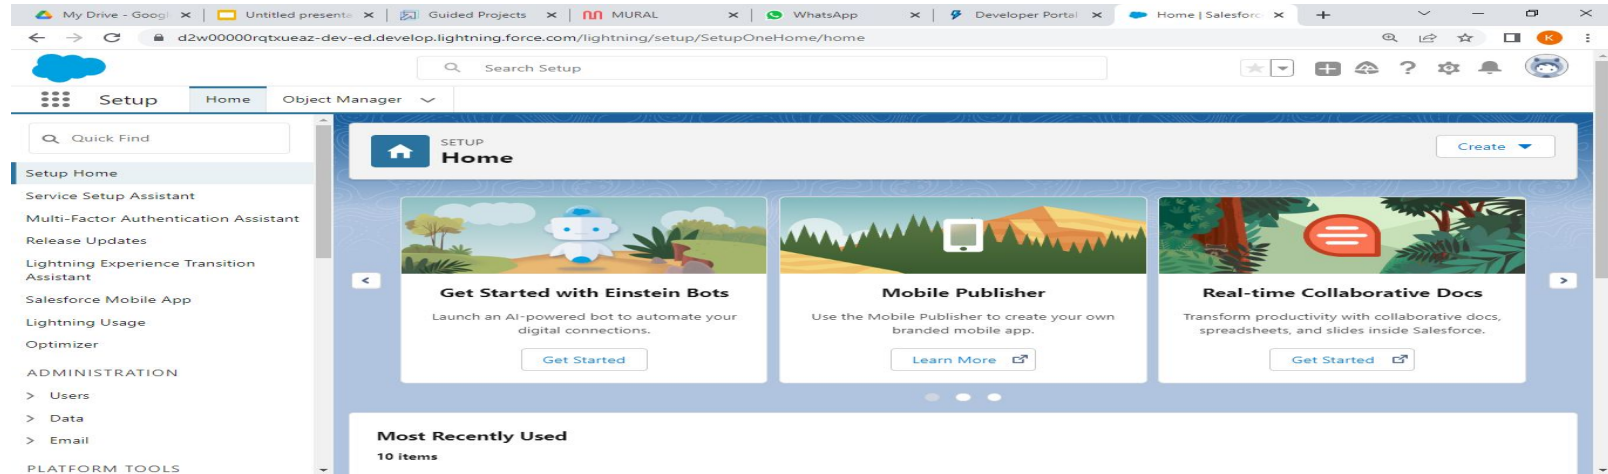 My Drive - Googl
Untitled presenta
Guided Projects
MURAL
WhatsApp
Developer Portal
Home | Salesforc
d2w00000rqtxueaz-dev-ed.develop.lightning.force.com/lightning/setup/SetupOneHome/home
K
Search Setup
Setup Home Object Manager
Quick Find
Setup Home
Service Setup Assistant
Multi-Factor Authentication Assistant
Release Updates
Lightning Experience Transition
Assistant
Salesforce Mobile App
Lightning Usage
Optimizer
ADMINISTRATION
> Users
> Data
> Email
PLATFORM TOOLS
SETUP
Home
Create
Get Started with Einstein Bots
Launch an AI-powered bot to automate your
digital connections.
Get Started
Mobile Publisher
Use the Mobile Publisher to create your own
branded mobile app.
Learn More
Real-time Collaborative Docs
Transform productivity with collaborative docs,
spreadsheets, and slides inside Salesforce.
Get Started
Most Recently Used
10 items